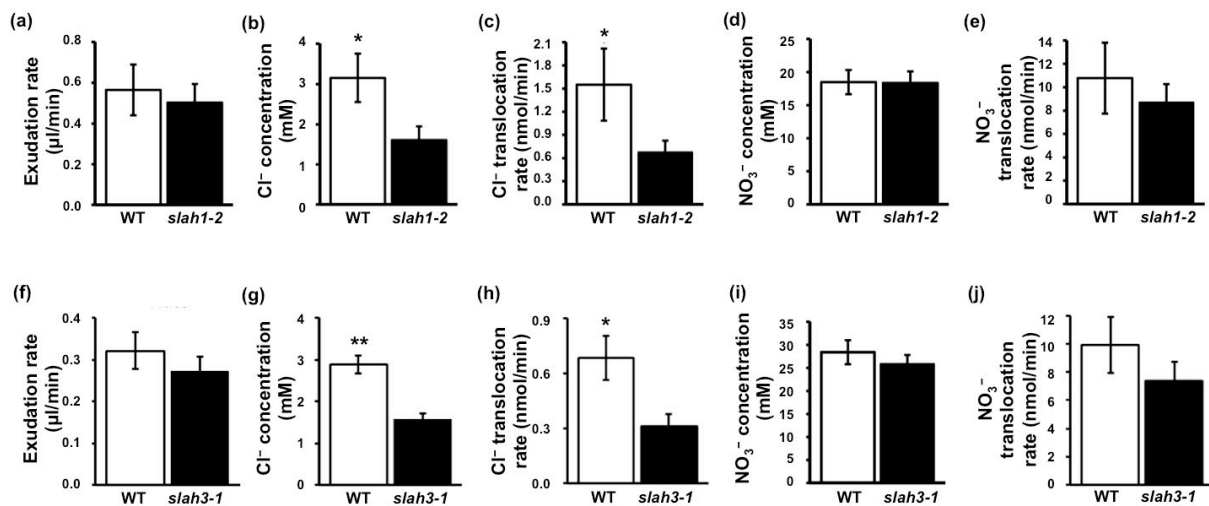 (a)
Exudation rate
(µl/min)
0.8
0.6
0.4
0.2
0.0
WT
slah1-2
(b)
Cl⁻ concentration
(mM)
4
3
2
1
0
*
WT
slah1-2
(c)
Cl⁻ translocation
rate (nmol/min)
2.1
1.8
1.5
1.2
0.9
0.6
0.3
0.0
*
WT
slah1-2
(d)
NO₃⁻ concentration
(mM)
25
20
15
10
5
0
WT
slah1-2
(e)
NO₃⁻
translocation
rate (nmol/min)
14
12
10
8
6
4
2
0
WT
slah1-2
(f)
Exudation rate
(µl/min)
0.4
0.3
0.2
0.1
0.0
WT
slah3-1
(g)
Cl⁻ concentration
(mM)
4
3
2
1
0
**
WT
slah3-1
(h)
Cl⁻ translocation
rate (nmol/min)
0.9
0.6
0.3
0.0
*
WT
slah3-1
(i)
NO₃⁻ concentration
(mM)
35
30
25
20
15
10
5
0
WT
slah3-1
(j)
NO₃⁻
translocation
rate (nmol/min)
12
10
8
6
4
2
0
WT
slah3-1